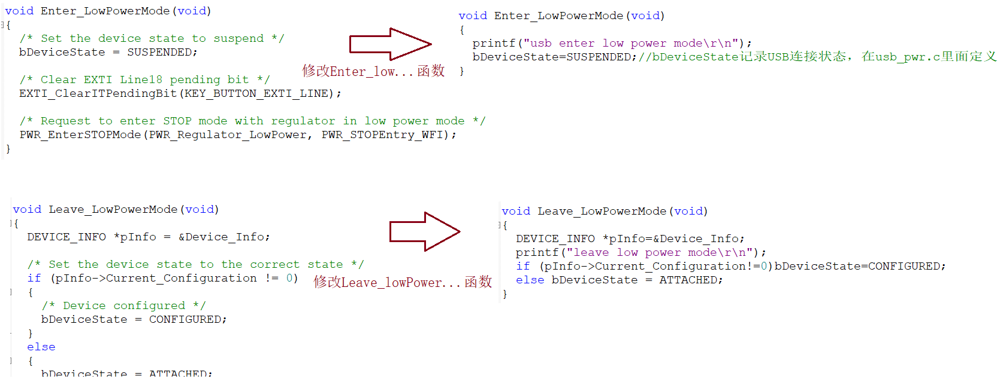 void Enter_LowPowerMode(void)
{
/* Set the device state to suspend */
bDeviceState = SUSPENDED;
/* Clear EXTI Line18 pending bit */
EXTI_ClearITPendingBit(KEY_BUTTON_EXTI_LINE);
/* Request to enter STOP mode with regulator in low power mode */
PWR_EnterSTOPMode(PWR_Regulator_LowPower, PWR_STOPEntry_WFI);
}
修改Enter_low...函数
void Enter_LowPowerMode(void)
{
printf("usb enter low power mode\r\n");
bDeviceState=SUSPENDED;//bDeviceState记录USB连接状态，在usb_pwr.c里面定义
}
void Leave_LowPowerMode(void)
{
DEVICE_INFO *pInfo = &Device_Info;
/* Set the device state to the correct state */
if (pInfo->Current_Configuration != 0)
{
/* Device configured */
bDeviceState = CONFIGURED;
}
else
{
bDeviceState = ATTACHED;
修改Leave_lowPower...函数
void Leave_LowPowerMode(void)
{
DEVICE_INFO *pInfo=&Device_Info;
printf("leave low power mode\r\n");
if (pInfo->Current_Configuration!=0)bDeviceState=CONFIGURED;
else bDeviceState = ATTACHED;
}